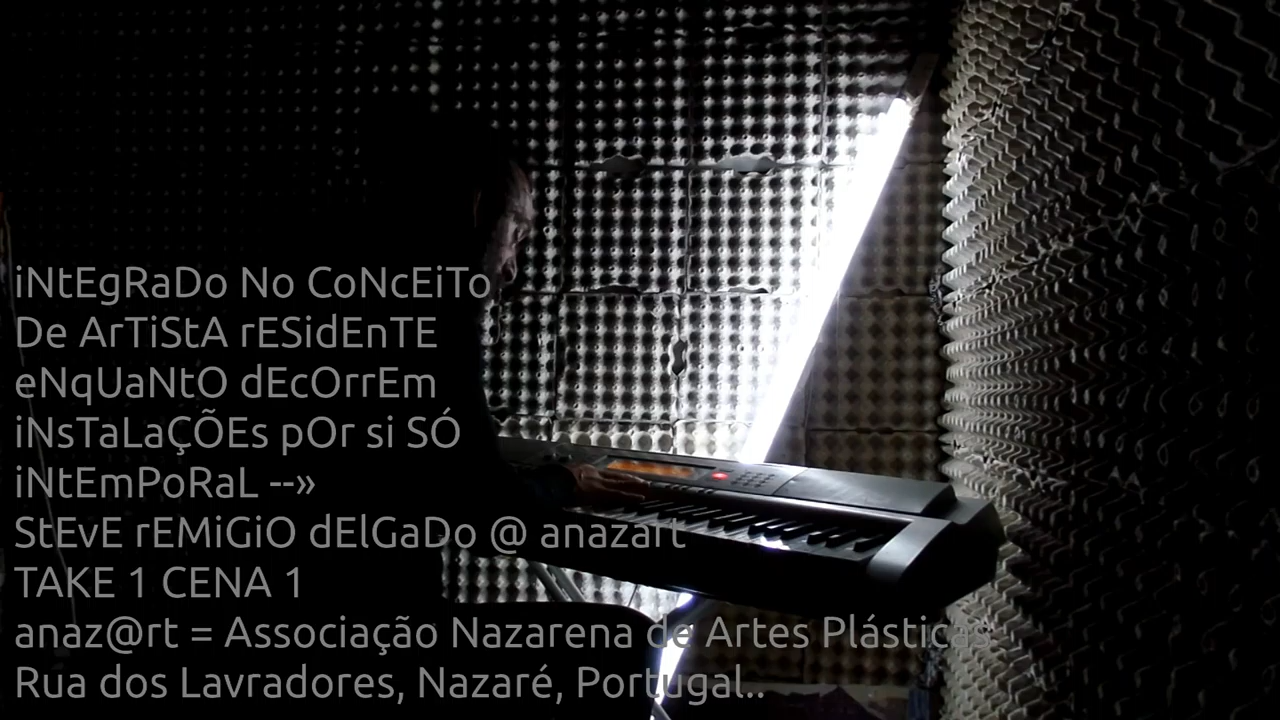 iNtEgRaDo No CoNcEiTo
De ArTiStA rESidEnTE
eNqUaNtO dEcOrrEm
iNsTaLaÇÕEs pOr si SÓ
iNtEmPoRaL --»
StEvE rEMiGiO dElGaDo @ anazart
TAKE 1 CENA 1
anaz@rt = Associação Nazarena de Artes Plásticas
Rua dos Lavradores, Nazaré, Portugal..